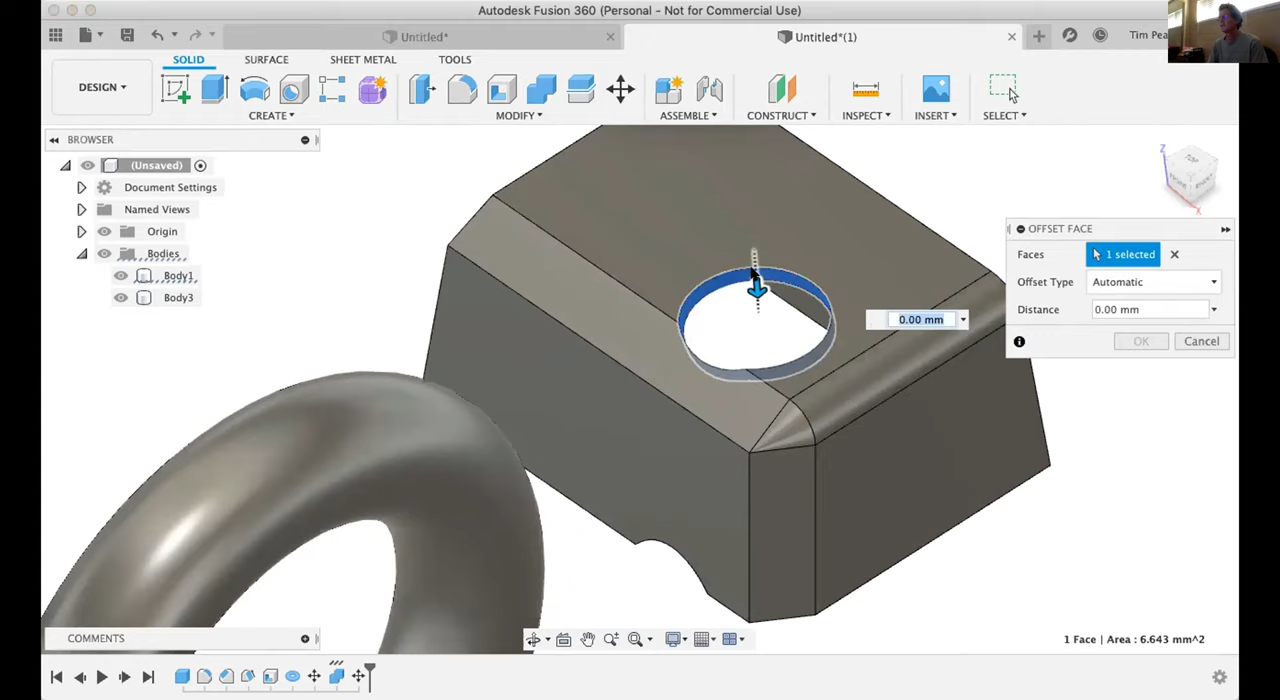 Autodesk Fusion 360 (Personal - Not for Commercial Use)
Untitled*
Untitled*(1)
Tim Pea
DESIGN
SOLID
SURFACE
SHEET METAL
TOOLS
CREATE
MODIFY
ASSEMBLE
CONSTRUCT
INSPECT
INSERT
SELECT
BROWSER
(Unsaved)
Document Settings
Named Views
Origin
Bodies
Body1
Body3
Z
TOP
X
OFFSET FACE
Faces
1 selected
Offset Type
Automatic
Distance
0.00 mm
OK
Cancel
0.00 mm
COMMENTS
1 Face | Area : 6.643 mm^2